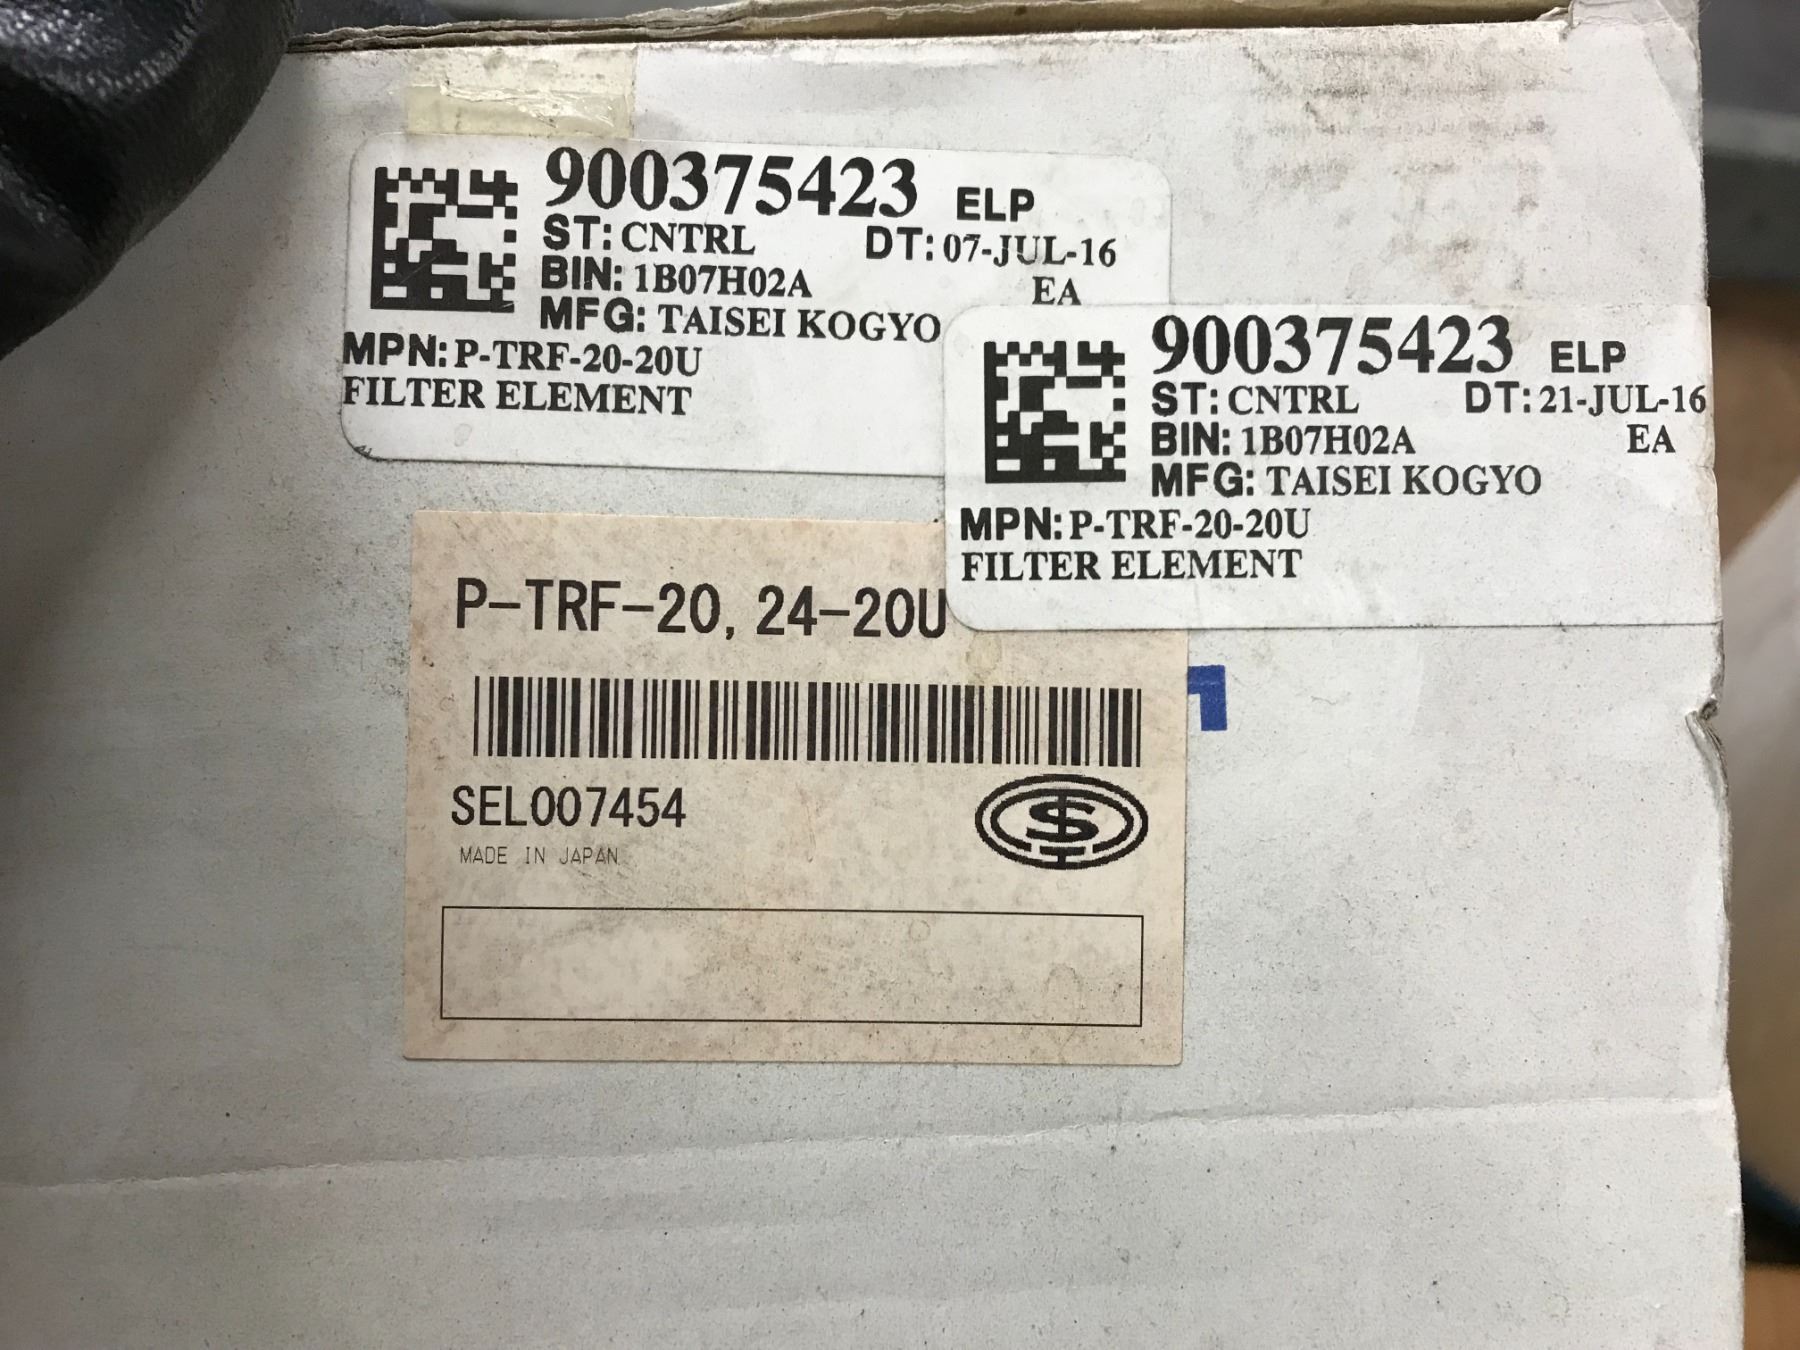 900375423 ELP
ST: CNTRL DT: 07-JUL-16
BIN: 1B07H02A EA
MFG: TAISEI KOGYO
MPN: P-TRF-20-20U
FILTER ELEMENT
900375423 ELP
ST: CNTRL DT: 21-JUL-16
BIN: 1B07H02A EA
MFG: TAISEI KOGYO
MPN: P-TRF-20-20U
FILTER ELEMENT
P-TRF-20, 24-20U
SEL007454
MADE IN JAPAN